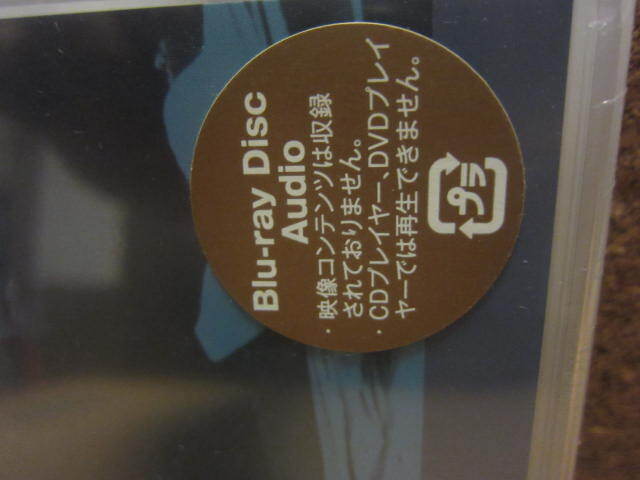 Blu-ray Disc
Audio
・映像コンテンツは収録
されておりません。
・CDプレイヤー、DVDプレイ
ヤーでは再生できません。
プラ